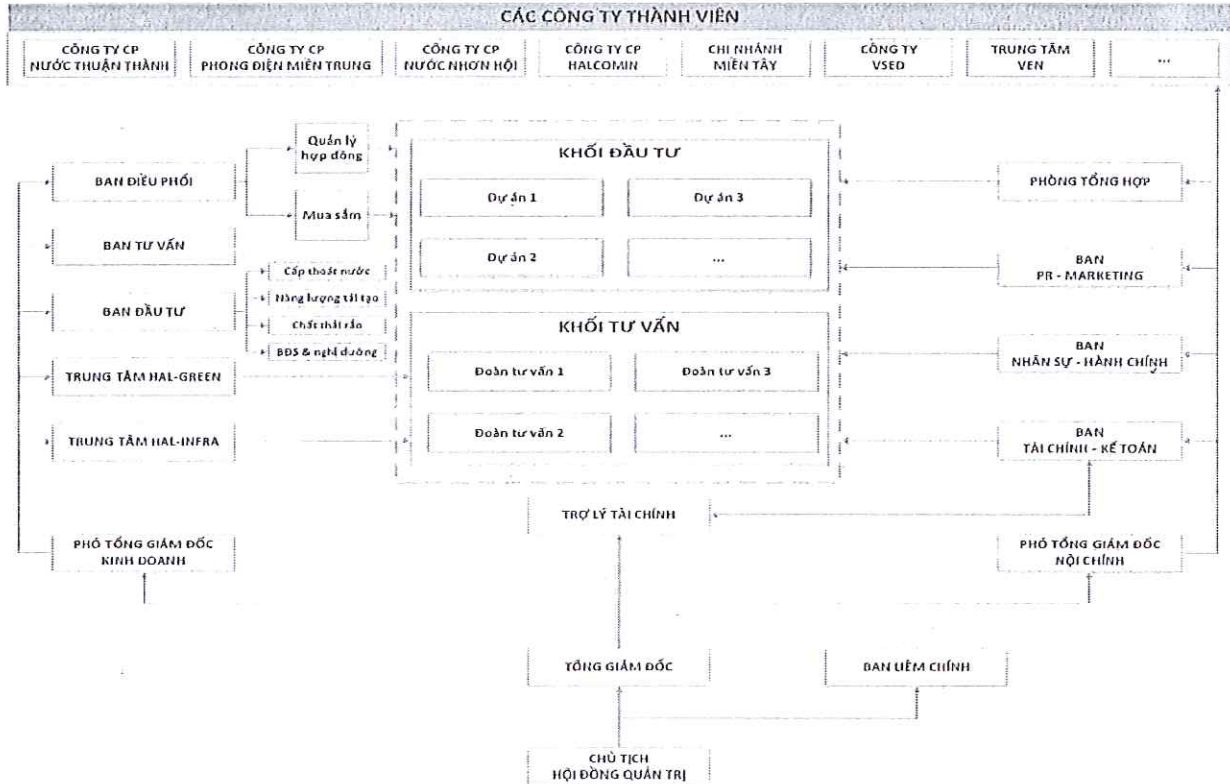 CÁC CÔNG TY THÀNH VIÊN
CÔNG TY CP
NƯỚC THUẬN THÀNH
CÔNG TY CP
PHONG ĐIỆN MIỀN TRUNG
CÔNG TY CP
NƯỚC NHƠN HỘI
CÔNG TY CP
HALCOMIN
CHI NHÁNH
MIỀN TÂY
CÔNG TY
VSED
TRUNG TÂM
VEN
...
BAN ĐIỀU PHỐI
BAN TƯ VẤN
BAN ĐẦU TƯ
TRUNG TÂM HAL-GREEN
TRUNG TÂM HAL-INFRA
Quản lý
hợp đồng
Mua sắm
Cấp thoát nước
Năng lượng tái tạo
Chất thải rắn
BĐS & nghỉ dưỡng
KHỐI ĐẦU TƯ
Dự án 1
Dự án 3
Dự án 2
...
KHỐI TƯ VẤN
Đoàn tư vấn 1
Đoàn tư vấn 3
Đoàn tư vấn 2
...
PHÒNG TỔNG HỢP
BAN
PR - MARKETING
BAN
NHÂN SỰ - HÀNH CHÍNH
BAN
TÀI CHÍNH - KẾ TOÁN
TRỢ LÝ TÀI CHÍNH
PHÓ TỔNG GIÁM ĐỐC
KINH DOANH
PHÓ TỔNG GIÁM ĐỐC
NỘI CHÍNH
TỔNG GIÁM ĐỐC
BAN LIÊM CHÍNH
CHỦ TỊCH
HỘI ĐỒNG QUẢN TRỊ